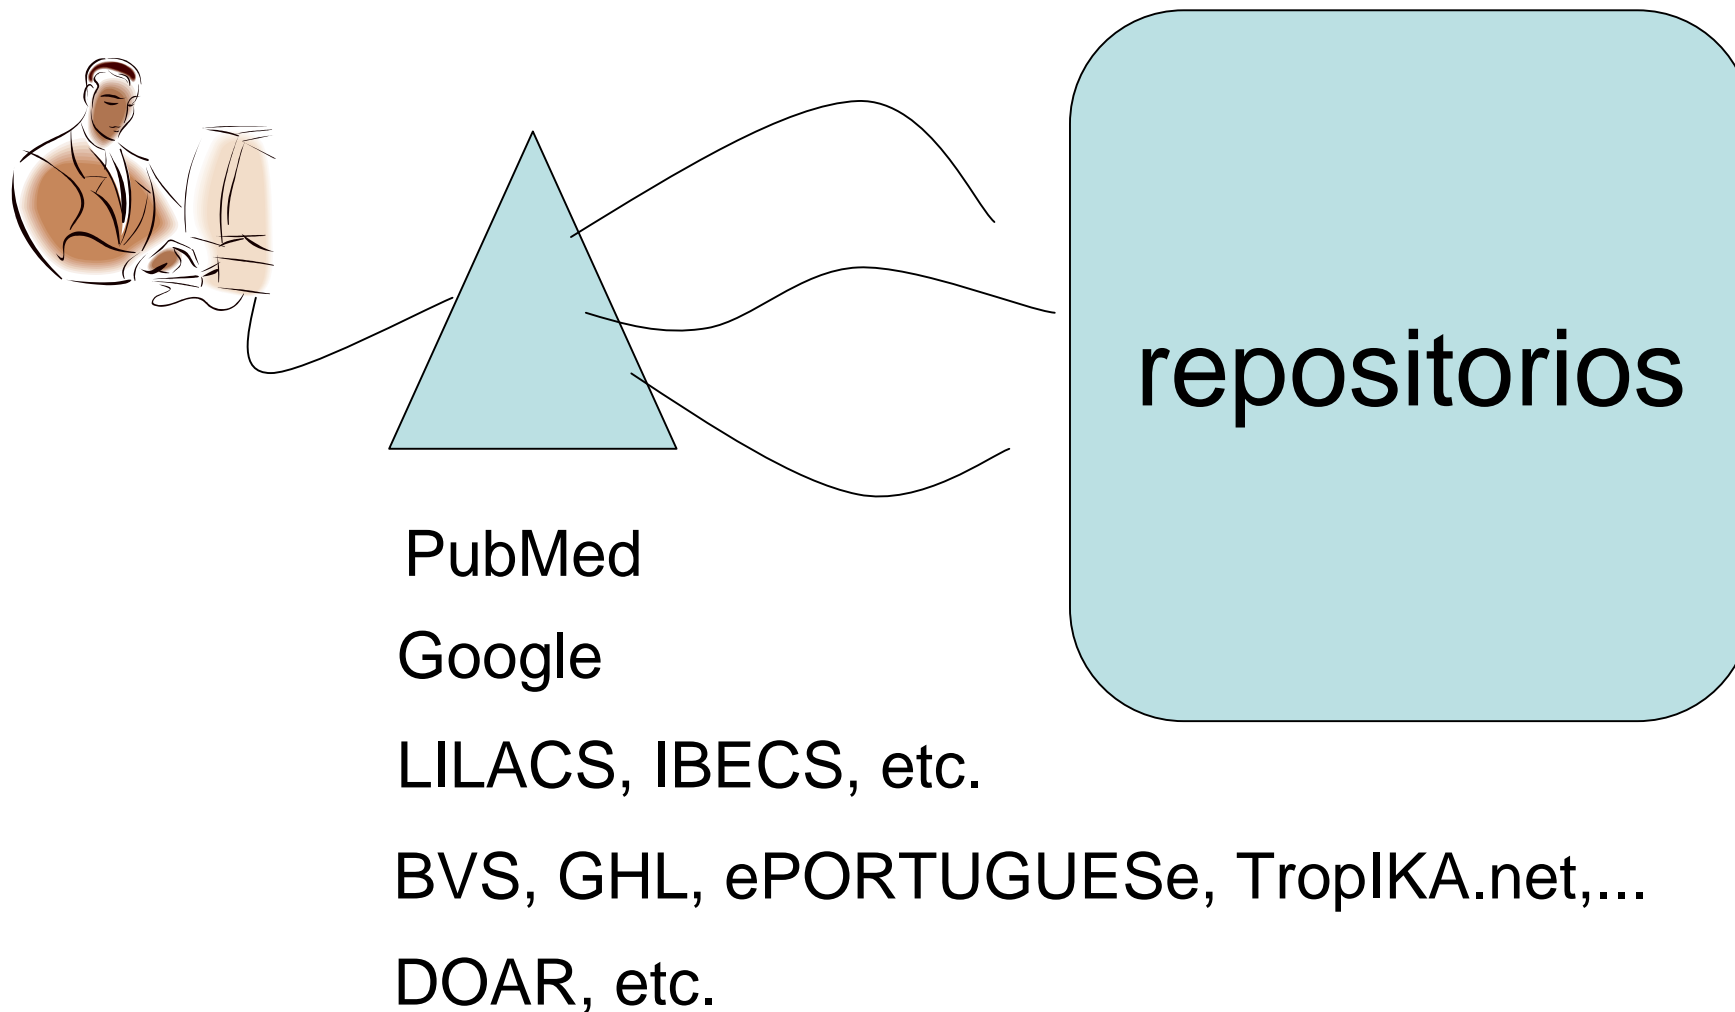 repositorios
PubMed
Google
LILACS, IBECS, etc.
BVS, GHL, ePORTUGUESe, TropIKA.net,...
DOAR, etc.